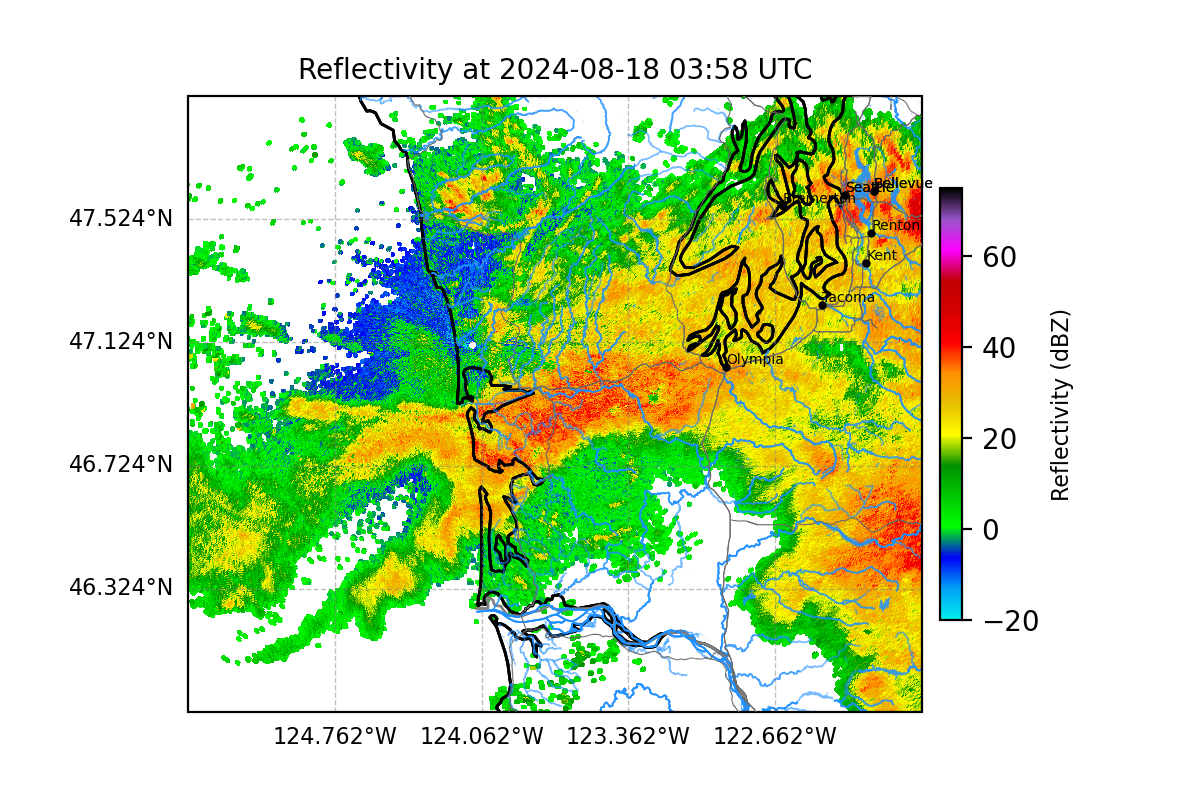 Reflectivity at 2024-08-18 03:58 UTC
Seattle
Bellevue
Bremerton
47.524°N
Renton
Kent
60
Tacoma
47.124°N
40
Olympia
Reflectivity (dBZ)
20
46.724°N
0
46.324°N
−20
124.762°W 124.062°W 123.362°W 122.662°W